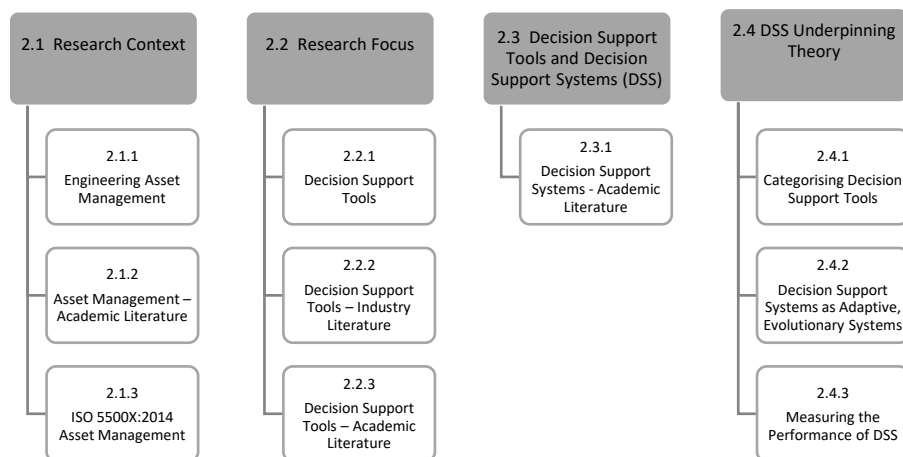 2.1  Research Context
2.1.1
Engineering Asset
Management
2.1.2
Asset Management –
Academic Literature
2.1.3
ISO 5500X:2014
Asset Management
2.2  Research Focus
2.2.1
Decision Support
Tools
2.2.2
Decision Support
Tools – Industry
Literature
2.2.3
Decision Support
Tools – Academic
Literature
2.3  Decision Support
Tools and Decision
Support Systems (DSS)
2.3.1
Decision Support
Systems - Academic
Literature
2.4 DSS Underpinning
Theory
2.4.1
Categorising Decision
Support Tools
2.4.2
Decision Support
Systems as Adaptive,
Evolutionary Systems
2.4.3
Measuring the
Performance of DSS